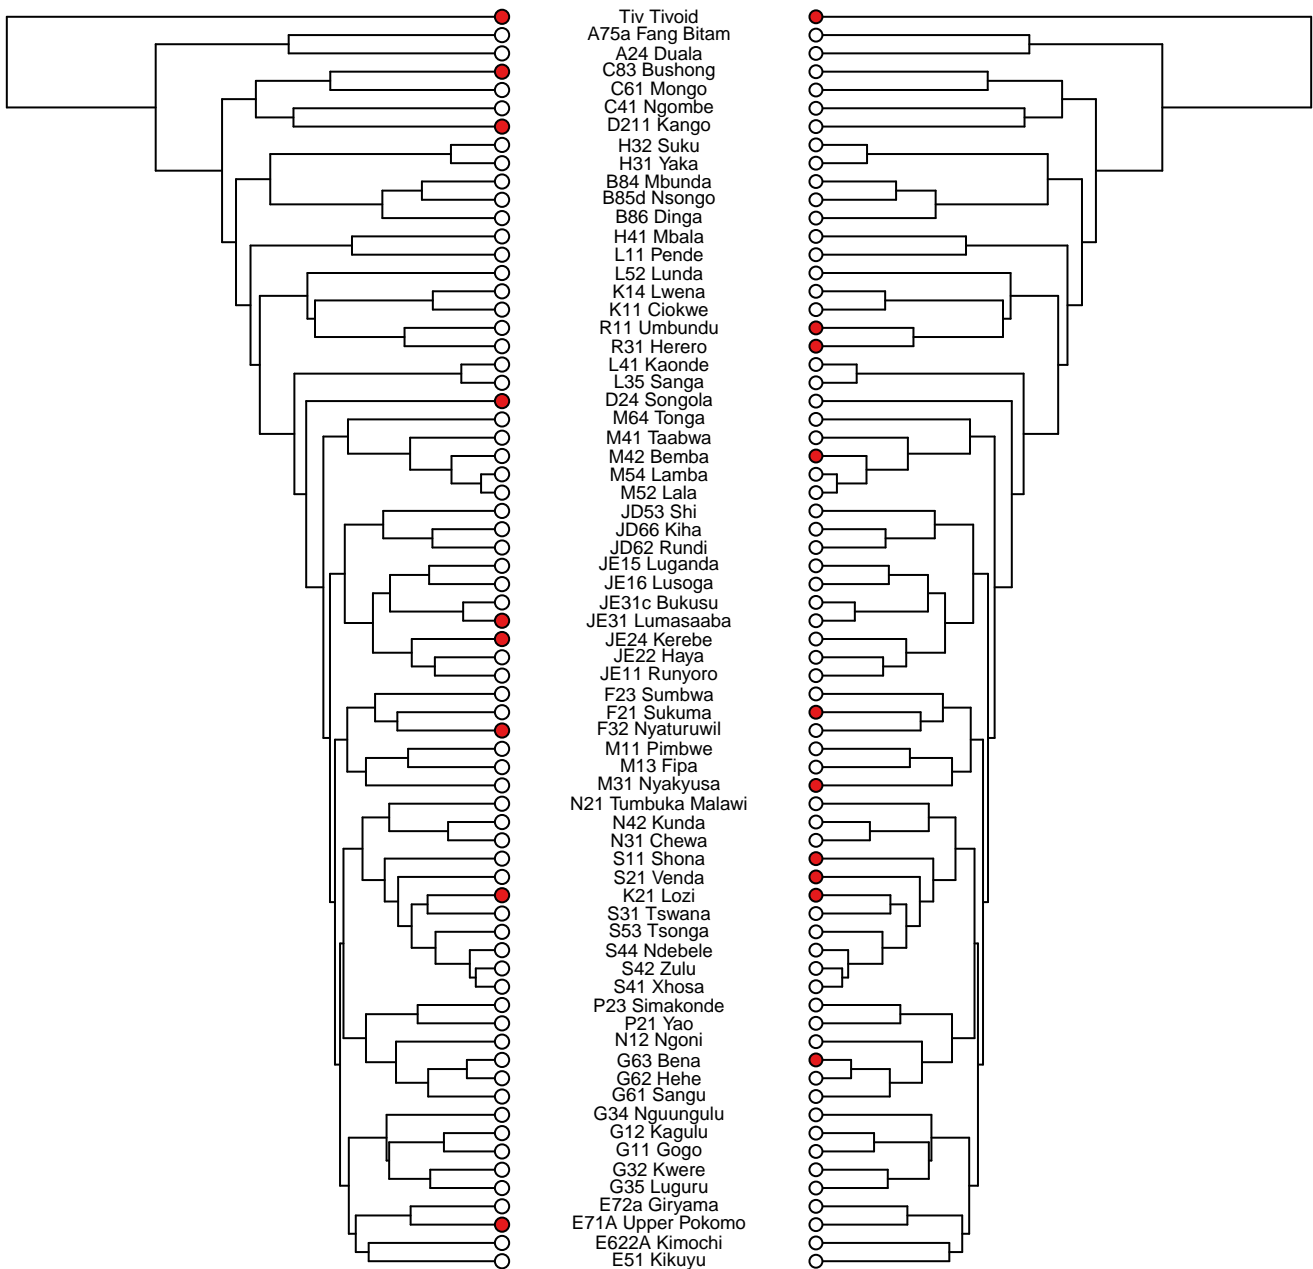 Tiv Tivoid
A75a Fang Bitam
A24 Duala
C83 Bushong
C61 Mongo
C41 Ngombe
D211 Kango
H32 Suku
H31 Yaka
B84 Mbunda
B85d Nsongo
B86 Dinga
H41 Mbala
L11 Pende
L52 Lunda
K14 Lwena
K11 Ciokwe
R11 Umbundu
R31 Herero
L41 Kaonde
L35 Sanga
D24 Songola
M64 Tonga
M41 Taabwa
M42 Bemba
M54 Lamba
M52 Lala
JD53 Shi
JD66 Kiha
JD62 Rundi
JE15 Luganda
JE16 Lusoga
JE31c Bukusu
JE31 Lumasaaba
JE24 Kerebe
JE22 Haya
JE11 Runyoro
F23 Sumbwa
F21 Sukuma
F32 Nyaturuwil
M11 Pimbwe
M13 Fipa
M31 Nyakyusa
N21 Tumbuka Malawi
N42 Kunda
N31 Chewa
S11 Shona
S21 Venda
K21 Lozi
S31 Tswana
S53 Tsonga
S44 Ndebele
S42 Zulu
S41 Xhosa
P23 Simakonde
P21 Yao
N12 Ngoni
G63 Bena
G62 Hehe
G61 Sangu
G34 Nguungulu
G12 Kagulu
G11 Gogo
G32 Kwere
G35 Luguru
E72a Giryama
E71A Upper Pokomo
E622A Kimochi
E51 Kikuyu